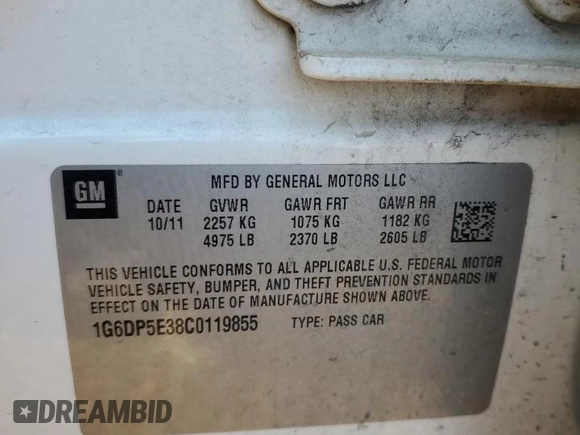 GM
MFD BY GENERAL MOTORS LLC
DATE GVWR GAWR FRT GAWR RR
10/11 2257 KG 1075 KG 1182 KG
4975 LB 2370 LB 2605 LB
THIS VEHICLE CONFORMS TO ALL APPLICABLE U.S. FEDERAL MOTOR
VEHICLE SAFETY, BUMPER, AND THEFT PREVENTION STANDARDS IN
EFFECT ON THE DATE OF MANUFACTURE SHOWN ABOVE.
1G6DP5E38C0119855 TYPE: PASS CAR
DREAMBID